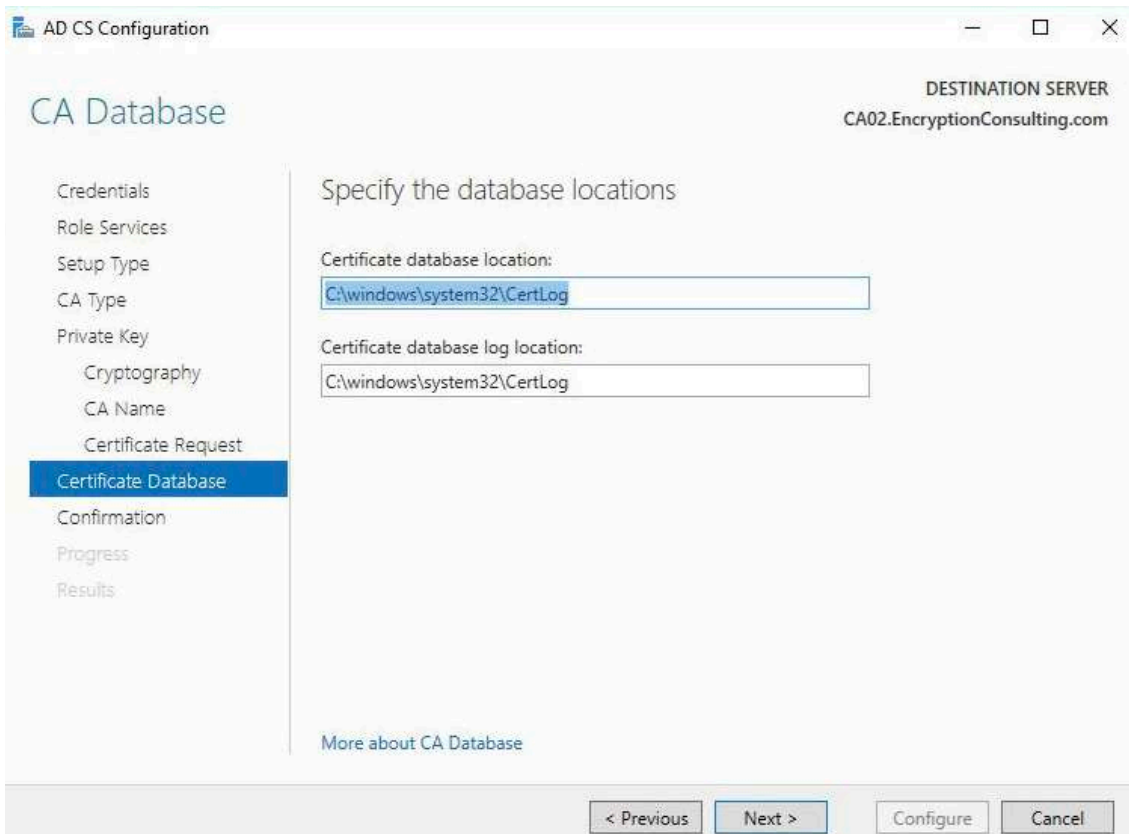 AD CS Configuration
CA Database
DESTINATION SERVER
CA02.EncryptionConsulting.com
Credentials
Role Services
Setup Type
CA Type
Private Key
Cryptography
CA Name
Certificate Request
Certificate Database
Confirmation
Progress
Results
Specify the database locations
Certificate database location:
C:\windows\system32\CertLog
Certificate database log location:
C:\windows\system32\CertLog
More about CA Database
< Previous
Next >
Configure
Cancel